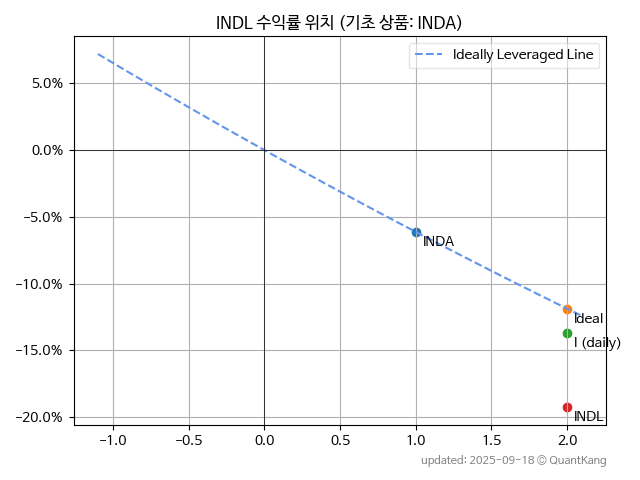 INDL 수익률 위치 (기초 상품: INDA)
Ideally Leveraged Line
5.0%
0.0%
−5.0%
−10.0%
−15.0%
−20.0%
INDA
Ideal
I (daily)
INDL
−1.0
−0.5
0.0
0.5
1.0
1.5
2.0
updated: 2025-09-18 © QuantKang